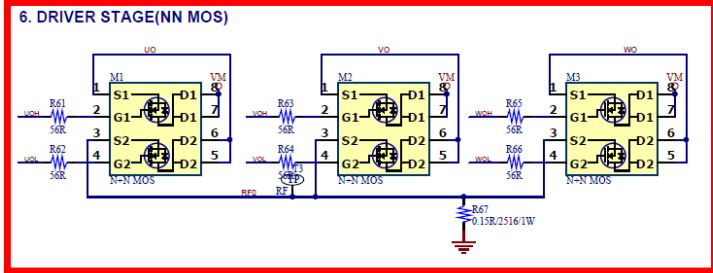 6. DRIVER STAGE(NN MOS)
UO
VO
WO
M1
VM
M2
VM
M3
VM
1 S1 D1 8
1 S1 D1 8
1 S1 D1 8
R61
R63
R65
UOH
2 G1 D1 7
VOH
2 G1 D1 7
WOH
2 G1 D1 7
56R
56R
56R
3 S2 D2 6
3 S2 D2 6
3 S2 D2 6
R62
R64
R66
UOL
4 G2 D2 5
VOL
4 G2 D2 5
WOL
4 G2 D2 5
56R
56R
56R
N+N MOS
TP
N+N MOS
N+N MOS
RF0
RF
R67
0.15R/2516/1W